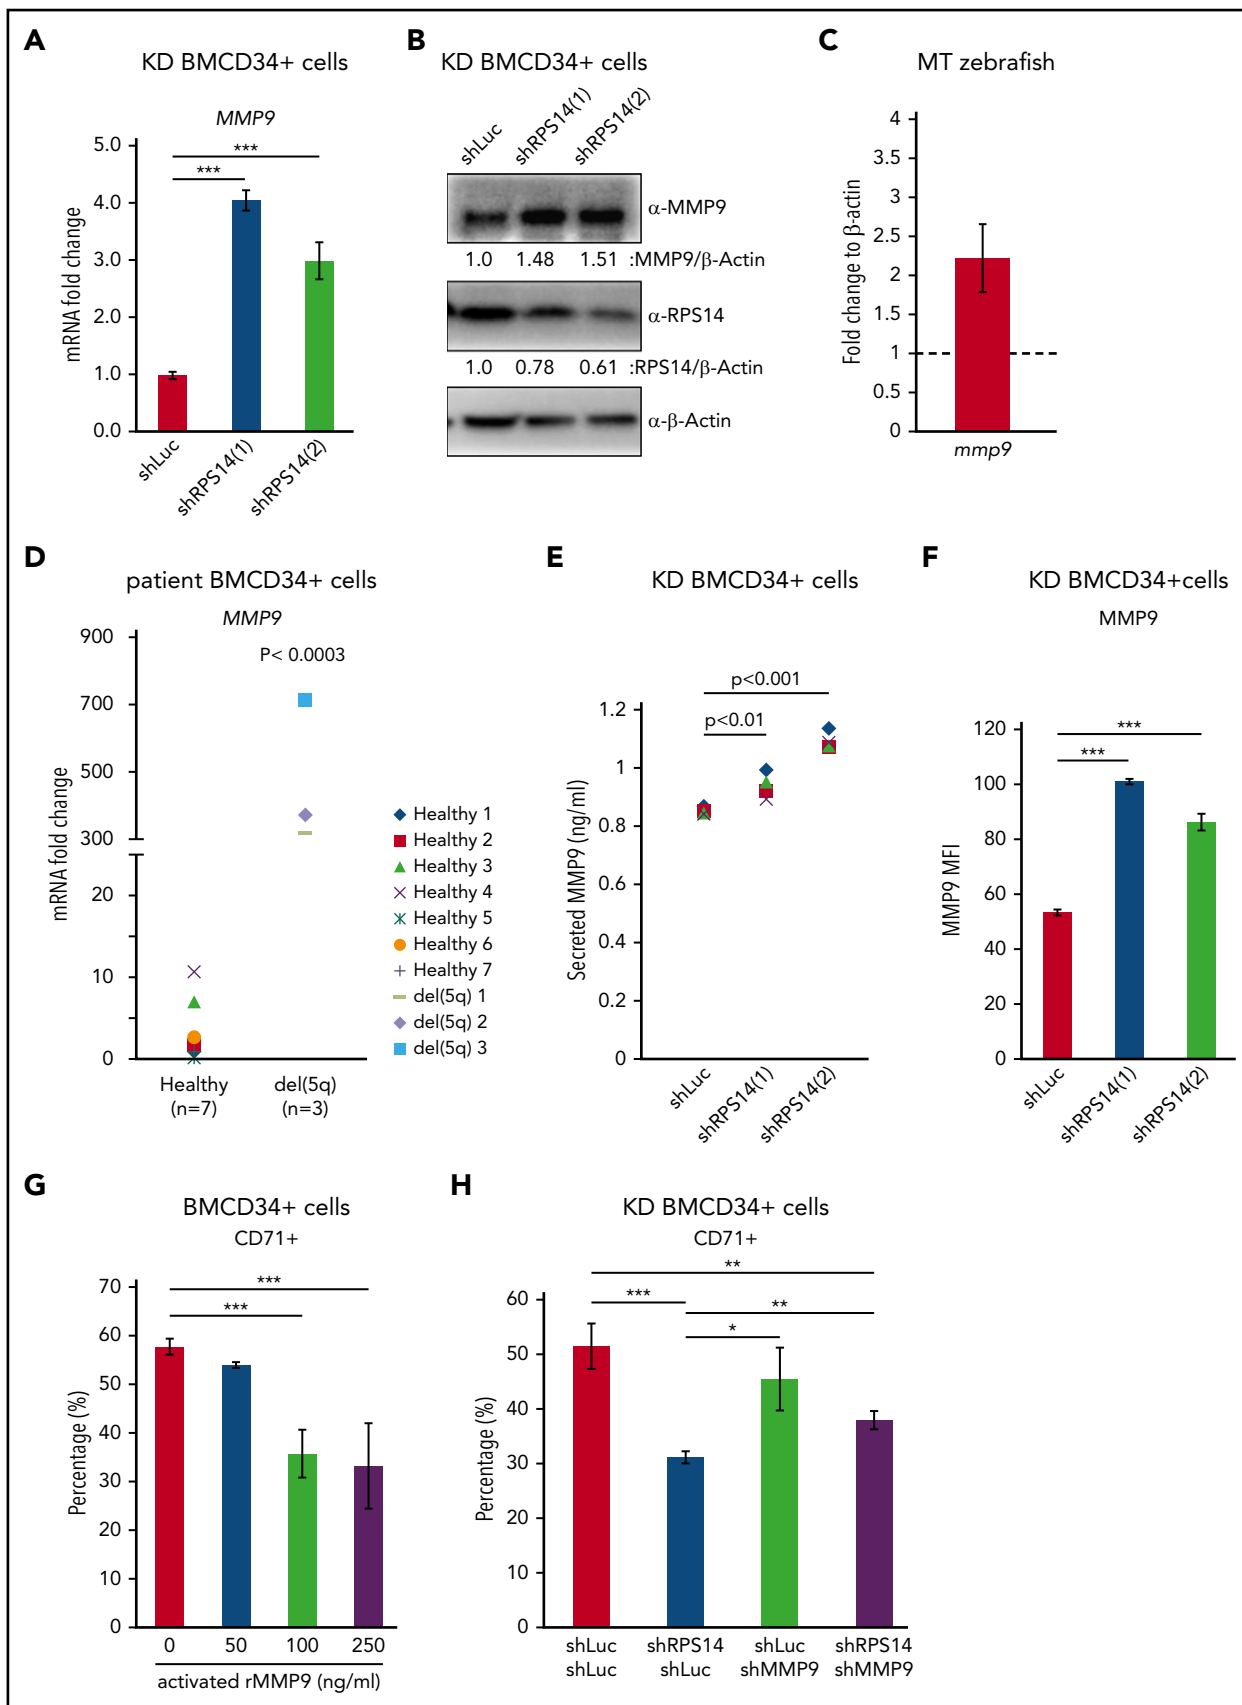 A
KD BMCD34+ cells
MMP9
mRNA fold change
5.0
4.0
3.0
2.0
1.0
0.0
***
***
shLuc
shRPS14(1)
shRPS14(2)
B
KD BMCD34+ cells
shLuc
shRPS14(1)
shRPS14(2)
α-MMP9
1.0 1.48 1.51 :MMP9/β-Actin
α-RPS14
1.0 0.78 0.61 :RPS14/β-Actin
α-β-Actin
C
MT zebrafish
Fold change to β-actin
4
3.5
3
2.5
2
1.5
1
0.5
0
mmp9
D
patient BMCD34+ cells
MMP9
P< 0.0003
mRNA fold change
900
700
500
300
20
10
0
Healthy
(n=7)
del(5q)
(n=3)
Healthy 1
Healthy 2
Healthy 3
Healthy 4
Healthy 5
Healthy 6
Healthy 7
del(5q) 1
del(5q) 2
del(5q) 3
E
KD BMCD34+ cells
p<0.001
p<0.01
Secreted MMP9 (ng/ml)
1.2
1
0.8
0.6
0.4
0.2
0
shLuc
shRPS14(1)
shRPS14(2)
F
KD BMCD34+cells
MMP9
MMP9 MFI
120
100
80
60
40
20
0
***
***
shLuc
shRPS14(1)
shRPS14(2)
G
BMCD34+ cells
CD71+
Percentage (%)
70
60
50
40
30
20
10
0
***
***
0 50 100 250
activated rMMP9 (ng/ml)
H
KD BMCD34+ cells
CD71+
Percentage (%)
60
50
40
30
20
10
0
**
***
**
*
shLuc shRPS14 shLuc shRPS14
shLuc shLuc shMMP9 shMMP9